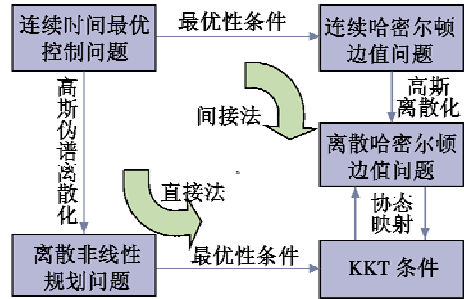 连续时间最优
控制问题
最优性条件
连续哈密尔顿
边值问题
高斯伪谱离散化
间接法
高斯
离散化
离散哈密尔顿
边值问题
直接法
协态
映射
离散非线性
规划问题
最优性条件
KKT 条件